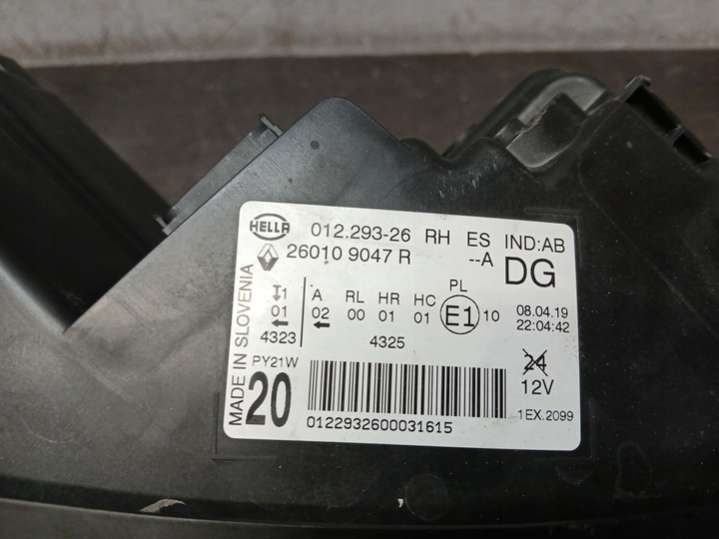 HELLA 012.293-26 RH ES IND:AB
260109047R --A DG
MADE IN SLOVENIA
PL
1 A RL HR HC E1 10
01 02 00 01 01
4323 4325
08.04.19
22:04:42
PY21W
20
24
12V
0122932600031615
1EX.2099